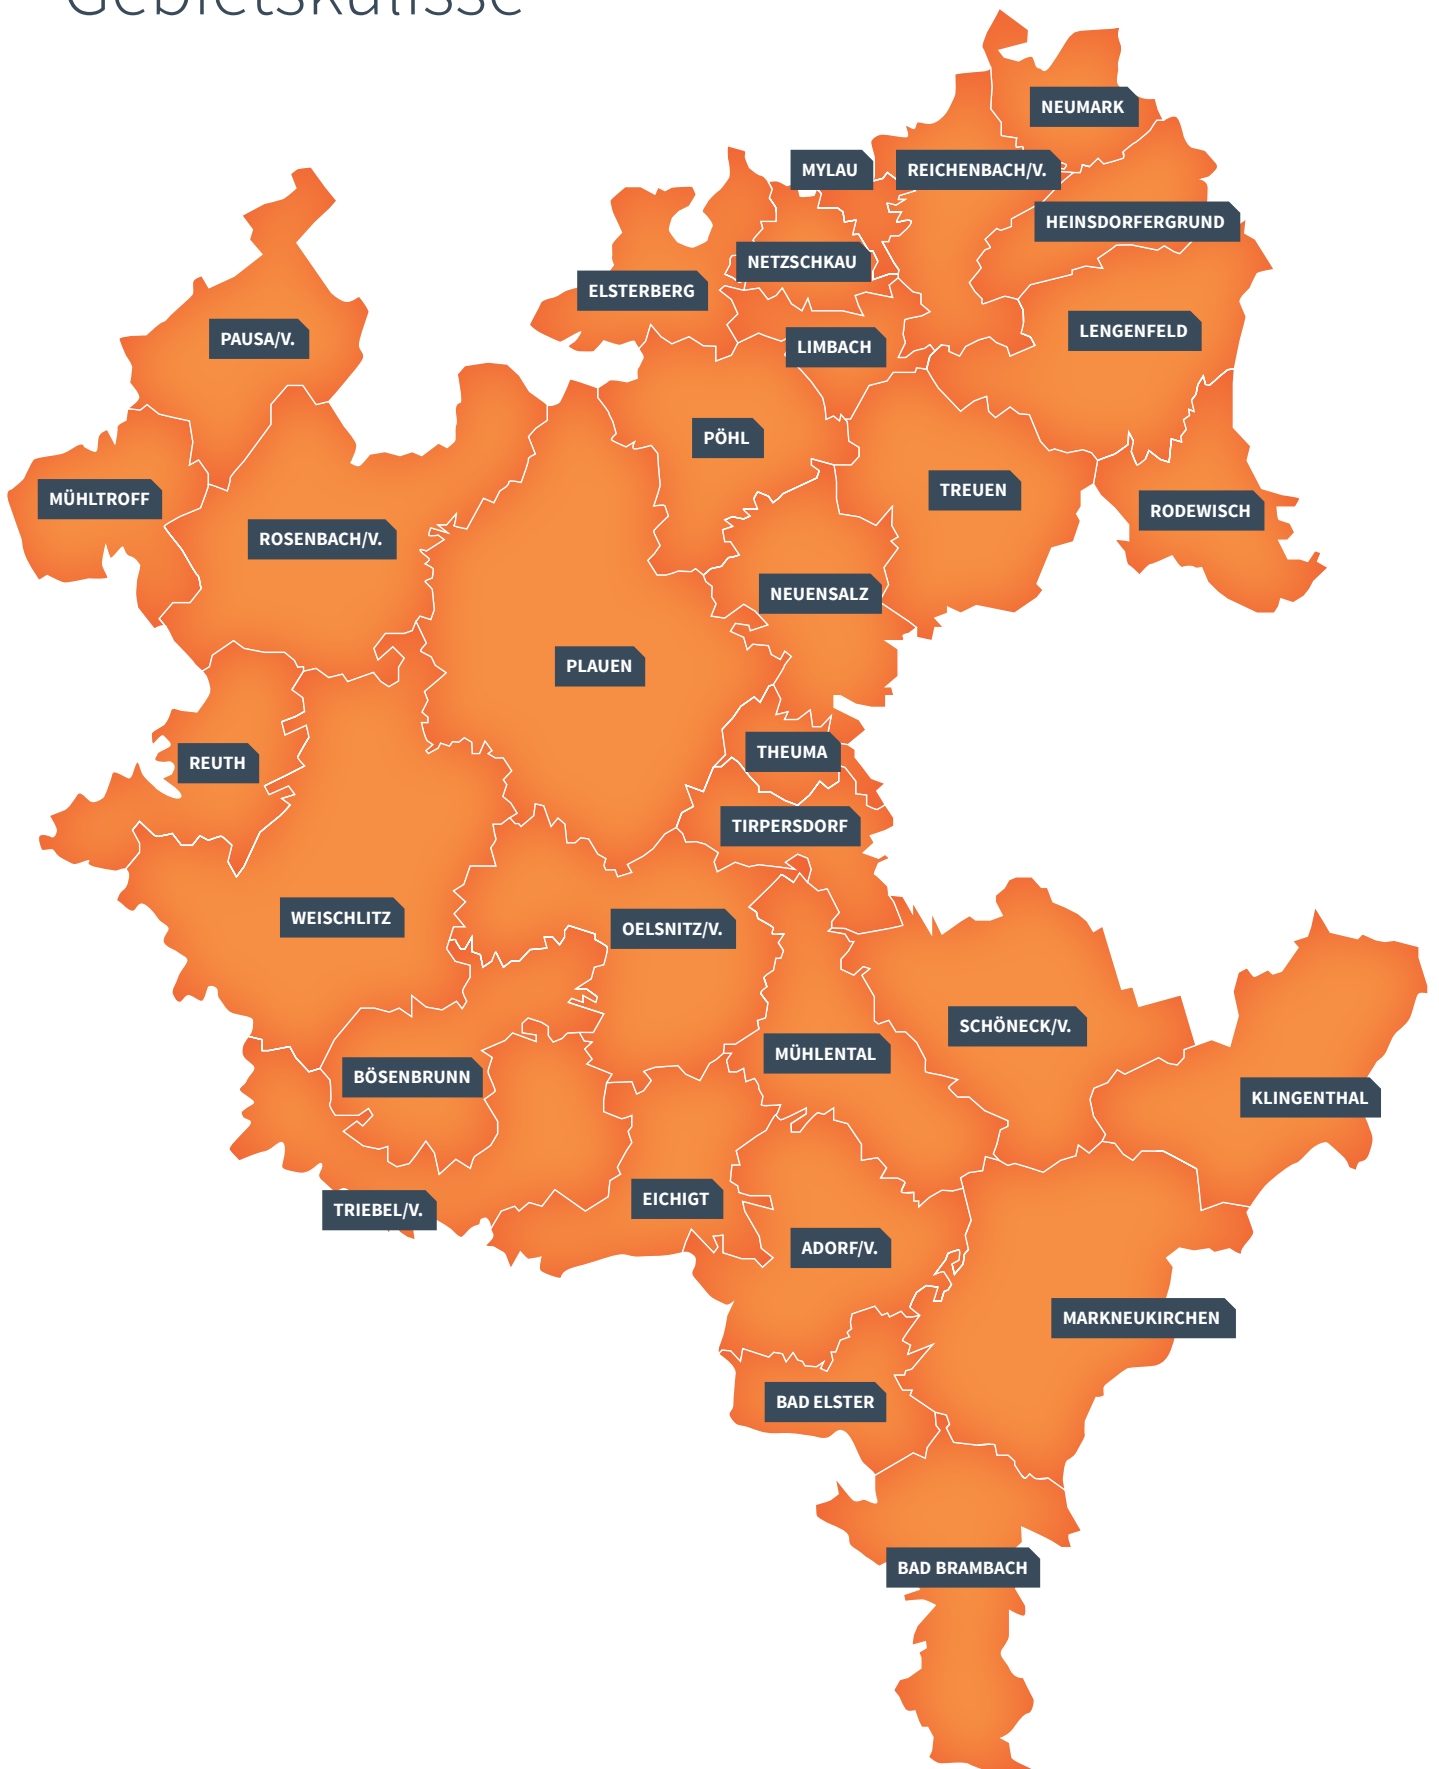 Gebietskulisse
NEUMARK
MYLAU
REICHENBACH/V.
HEINSDORFERGRUND
NETZSCHKAU
ELSTERBERG
LENGENFELD
PAUSA/V.
LIMBACH
PÖHL
TREUEN
MÜHLTROFF
RODEWISCH
ROSENBACH/V.
NEUENSALZ
PLAUEN
THEUMA
REUTH
TIRPERSDORF
WEISCHLITZ
OELSNITZ/V.
SCHÖNECK/V.
MÜHLENTAL
BÖSENBRUNN
KLINGENTHAL
EICHIGT
TRIEBEL/V.
ADORF/V.
MARKNEUKIRCHEN
BAD ELSTER
BAD BRAMBACH